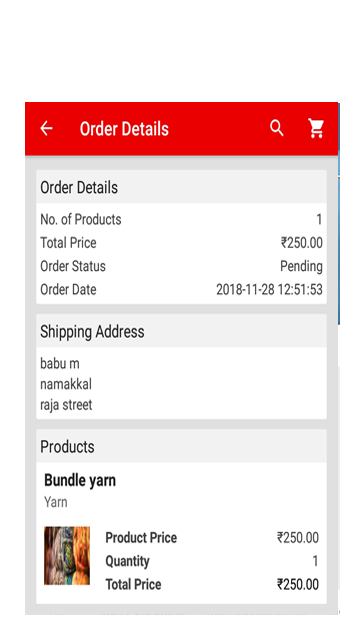 Order Details
Order Details
No. of Products 1
Total Price ₹250.00
Order Status Pending
Order Date 2018-11-28 12:51:53
Shipping Address
babu m
namakkal
raja street
Products
Bundle yarn
Yarn
Product Price ₹250.00
Quantity 1
Total Price ₹250.00